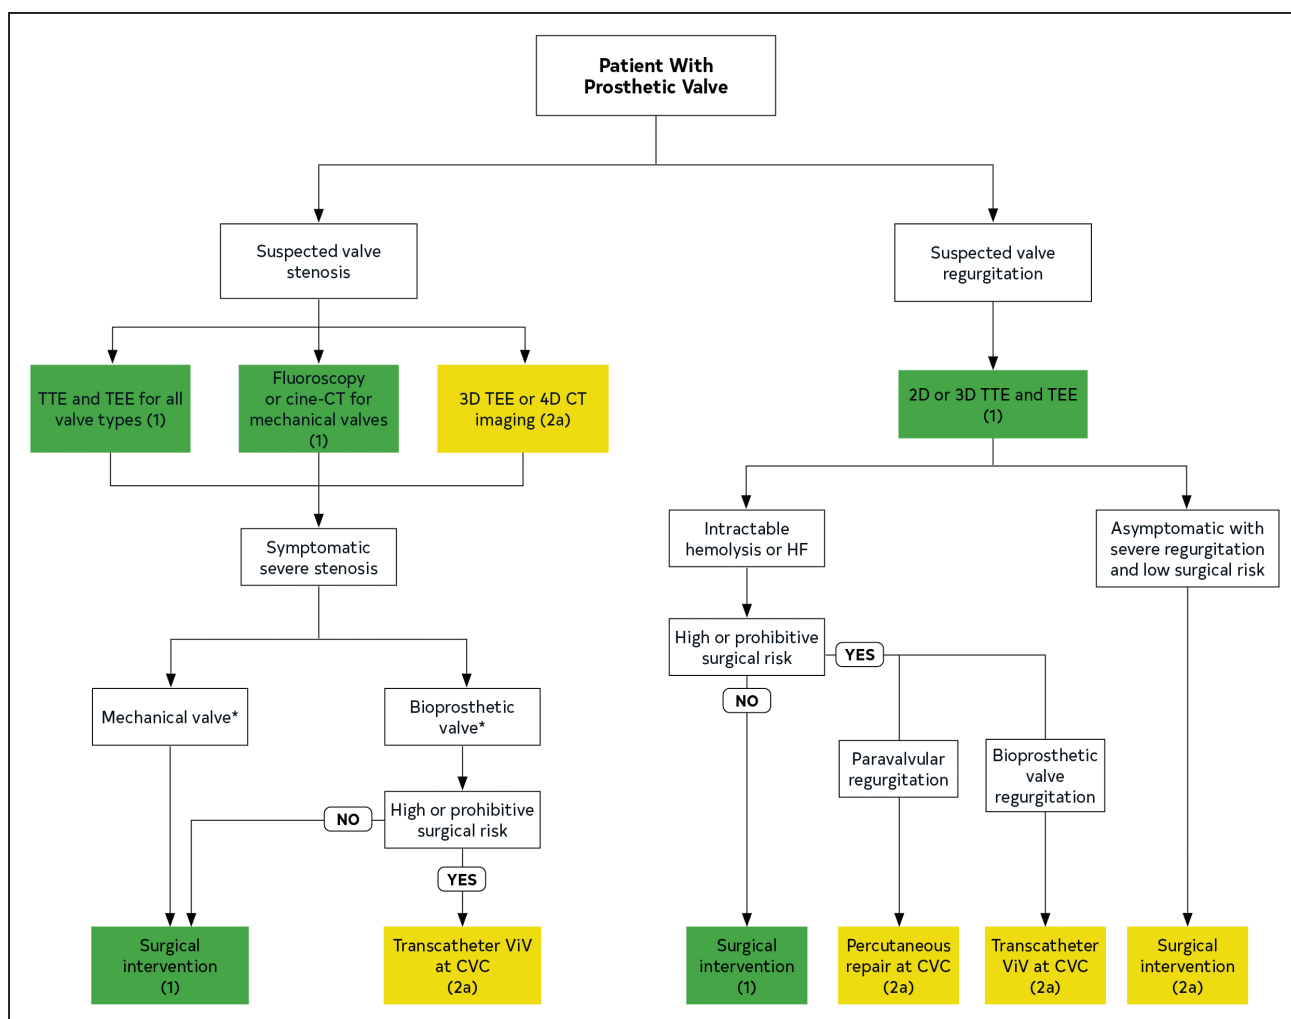 Patient With
Prosthetic Valve
Suspected valve
stenosis
Suspected valve
regurgitation
TTE and TEE for all
valve types (1)
Fluoroscopy
or cine-CT for
mechanical valves
(1)
3D TEE or 4D CT
imaging (2a)
2D or 3D TTE and TEE
(1)
Symptomatic
severe stenosis
Intractable
hemolysis or HF
Asymptomatic with
severe regurgitation
and low surgical risk
High or prohibitive
surgical risk
YES
NO
Mechanical valve*
Bioprosthetic
valve*
Paravalvular
regurgitation
Bioprosthetic
valve
regurgitation
High or prohibitive
surgical risk
NO
YES
Surgical
intervention
(1)
Transcatheter ViV
at CVC
(2a)
Surgical
intervention
(1)
Percutaneous
repair at CVC
(2a)
Transcatheter
ViV at CVC
(2a)
Surgical
intervention
(2a)